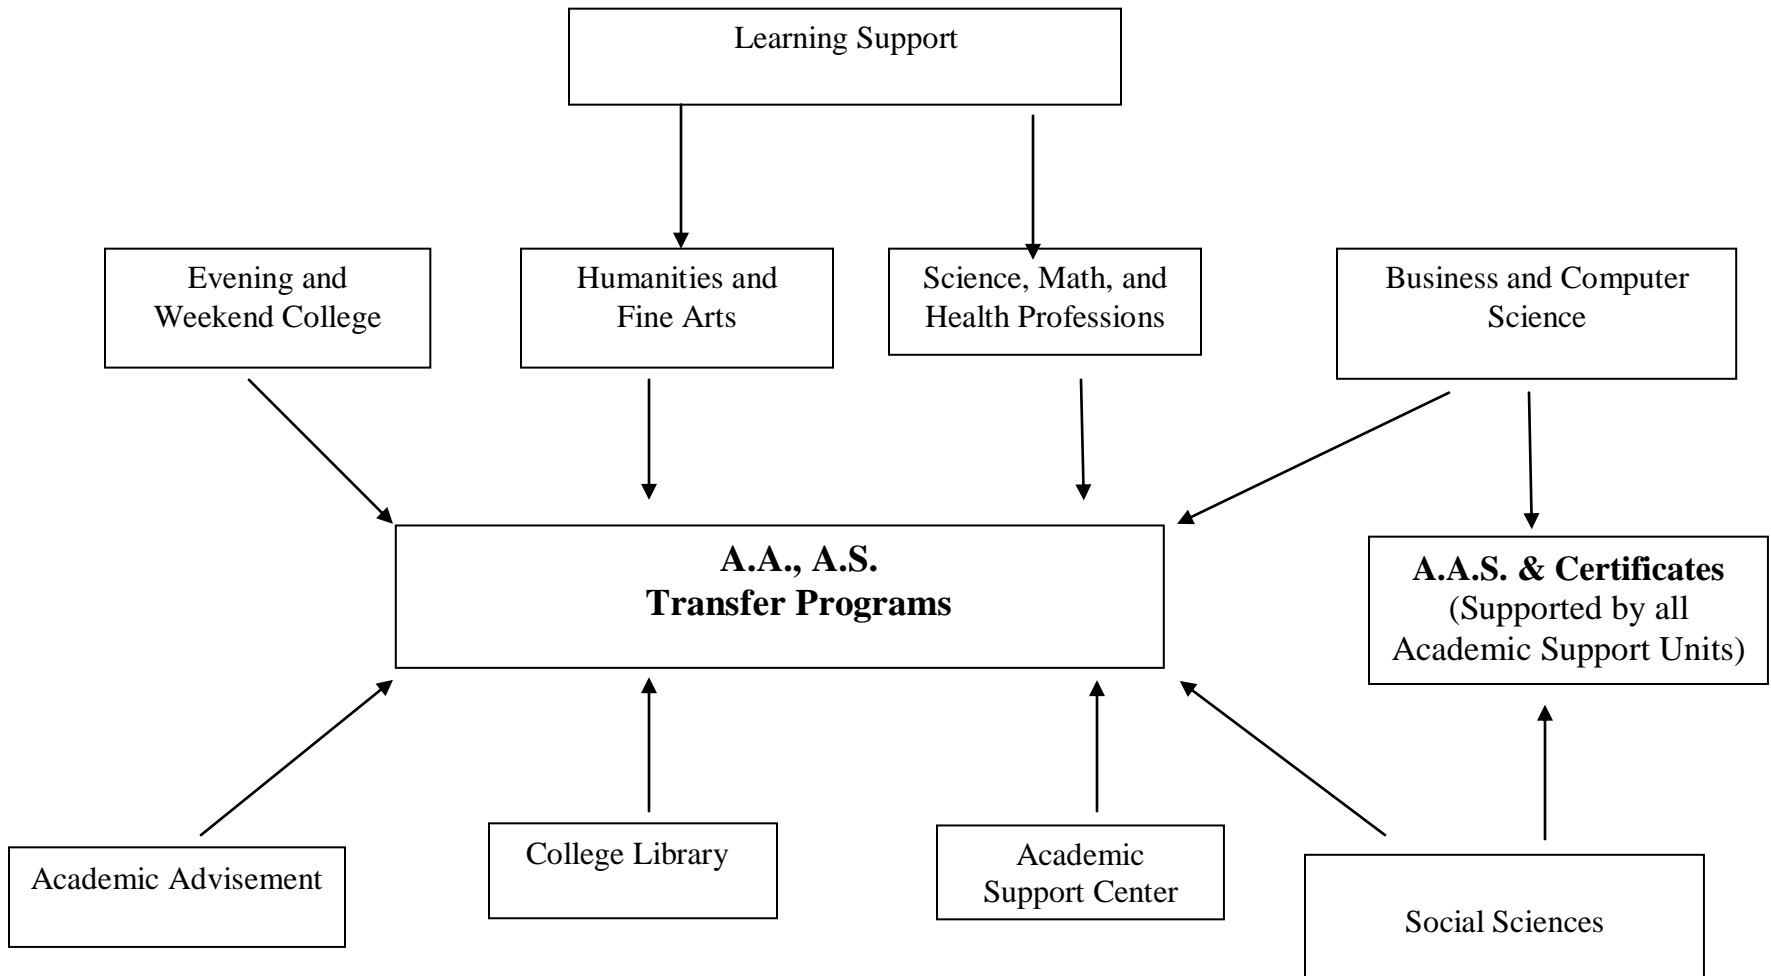 Learning Support
Evening and
Weekend College
Humanities and
Fine Arts
Science, Math, and
Health Professions
Business and Computer
Science
A.A., A.S.
Transfer Programs
A.A.S. & Certificates
(Supported by all
Academic Support Units)
Academic Advisement
College Library
Academic
Support Center
Social Sciences